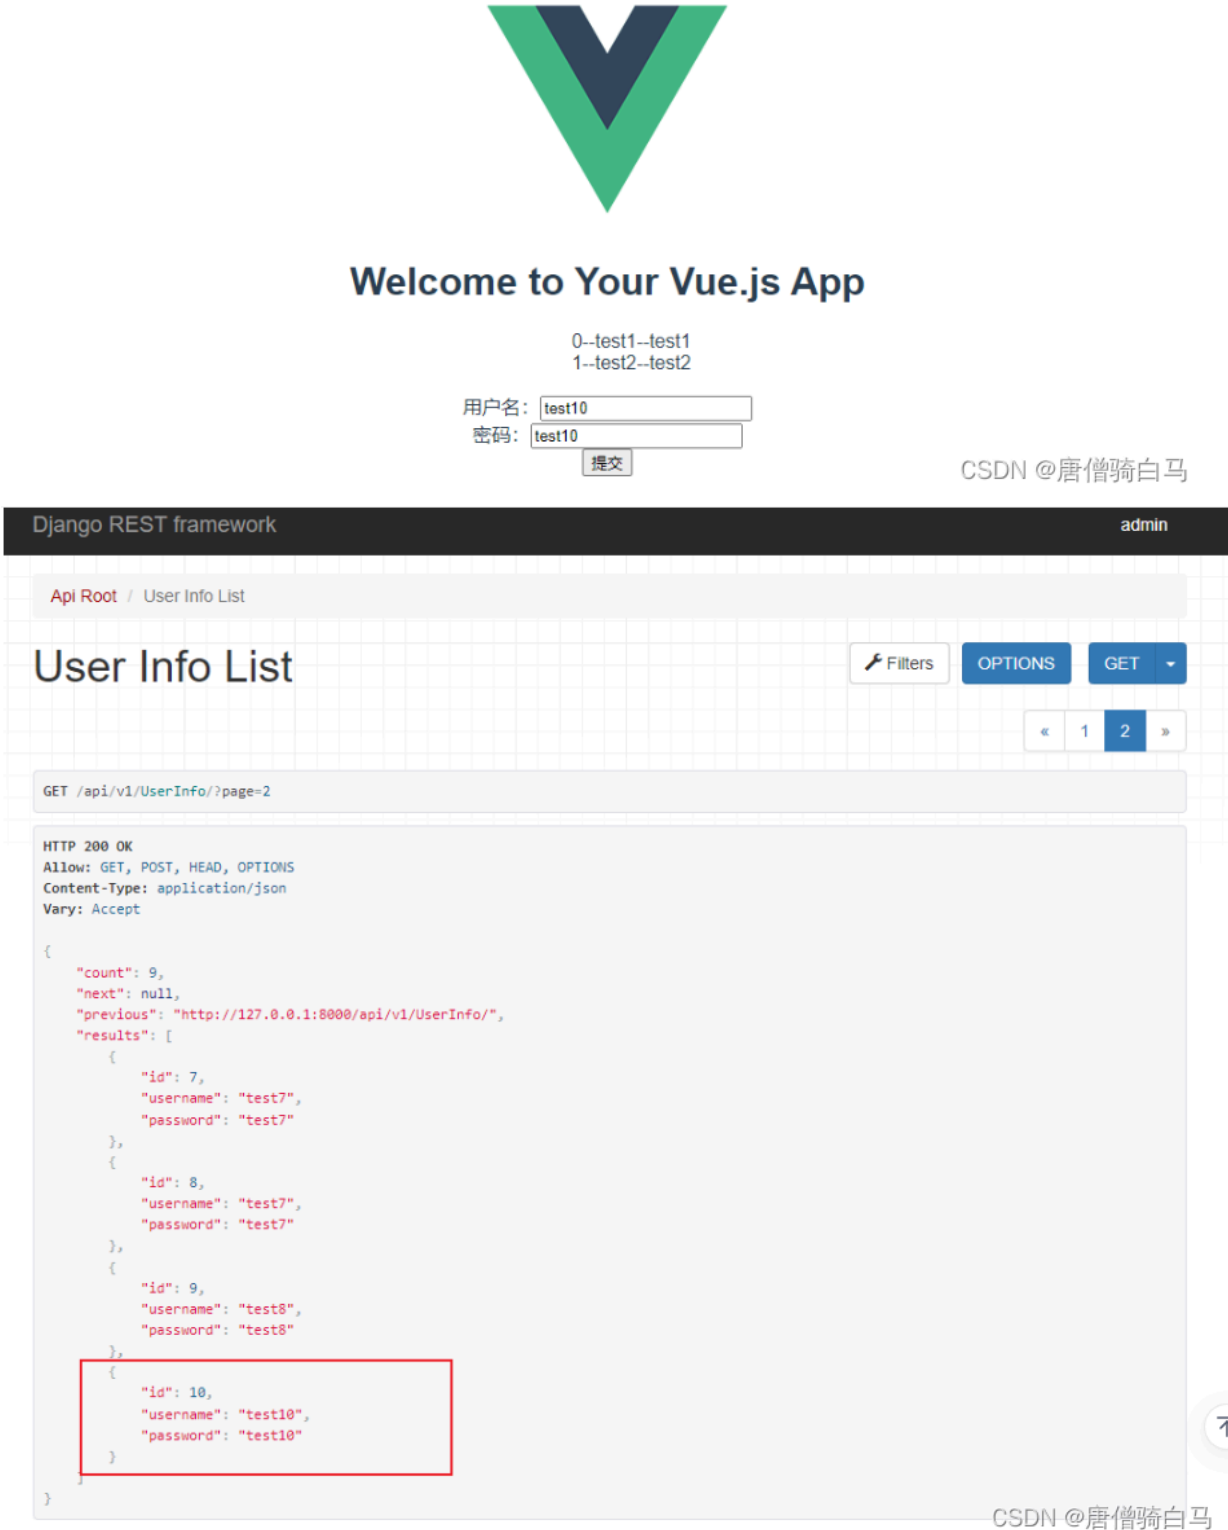 Welcome to Your Vue.js App
0--test1--test1
1--test2--test2
用户名： test10
密码： test10
提交
CSDN @唐僧骑白马
Django REST framework admin
Api Root / User Info List
User Info List Filters OPTIONS GET
« 1 2 »
GET /api/v1/UserInfo/?page=2
HTTP 200 OK
Allow: GET, POST, HEAD, OPTIONS
Content-Type: application/json
Vary: Accept
{
"count": 9,
"next": null,
"previous": "http://127.0.0.1:8000/api/v1/UserInfo/",
"results": [
{
"id": 7,
"username": "test7",
"password": "test7"
},
{
"id": 8,
"username": "test7",
"password": "test7"
},
{
"id": 9,
"username": "test8",
"password": "test8"
},
{
"id": 10,
"username": "test10",
"password": "test10"
}
]
}
CSDN @唐僧骑白马